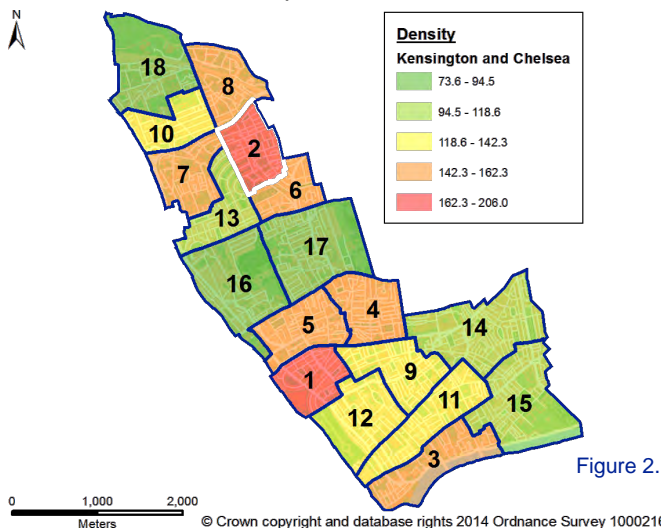 N
Density
Kensington and Chelsea
73.6 - 94.5
94.5 - 118.6
118.6 - 142.3
142.3 - 162.3
162.3 - 206.0
18
8
10
2
7
6
13
17
16
4
5
14
9
1
11
15
12
3
Figure 2.
0 1,000 2,000
Meters
© Crown copyright and database rights 2014 Ordnance Survey 1000216